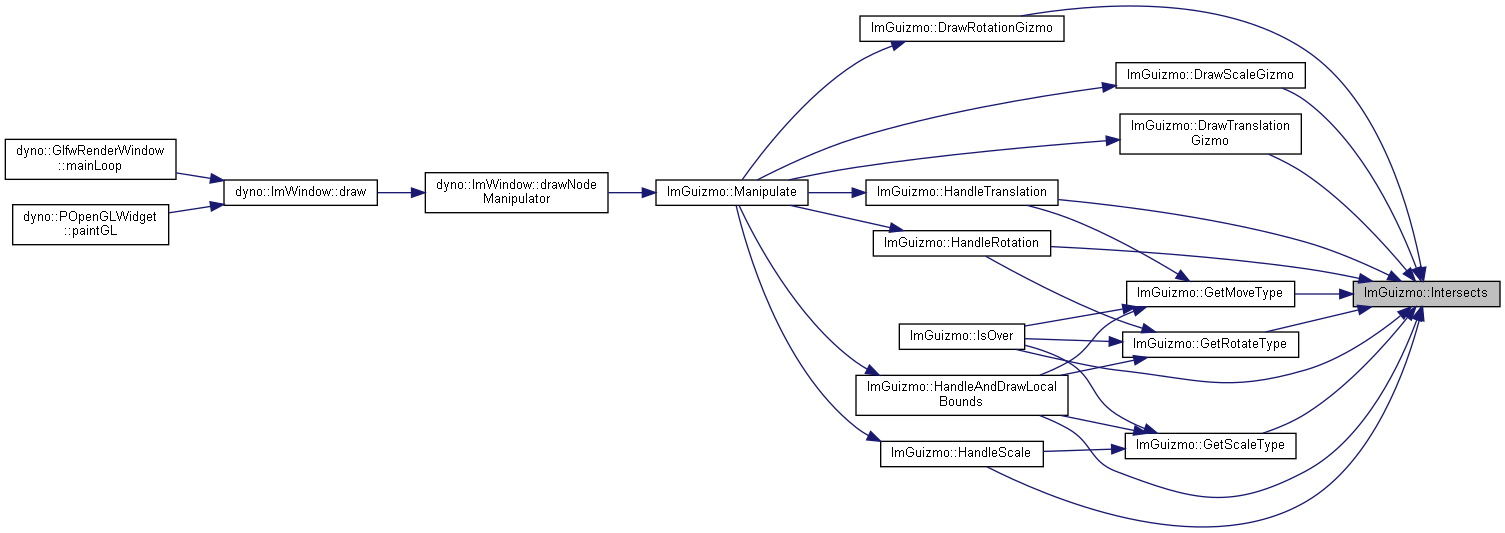 ImGuizmo::DrawRotationGizmo
ImGuizmo::DrawScaleGizmo
ImGuizmo::DrawTranslation
Gizmo
dyno::GlfwRenderWindow
::mainLoop
dyno::ImWindow::draw
dyno::ImWindow::drawNode
Manipulator
ImGuizmo::Manipulate
ImGuizmo::HandleTranslation
dyno::POpenGLWidget
::paintGL
ImGuizmo::HandleRotation
ImGuizmo::GetMoveType
ImGuizmo::Intersects
ImGuizmo::IsOver
ImGuizmo::GetRotateType
ImGuizmo::HandleAndDrawLocal
Bounds
ImGuizmo::GetScaleType
ImGuizmo::HandleScale